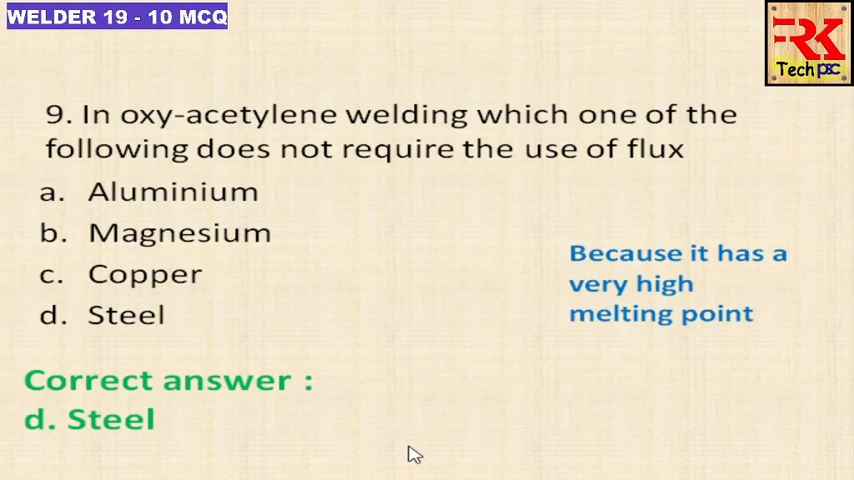 WELDER 19 - 10 MCQ
RK
Tech psc
9. In oxy-acetylene welding which one of the
following does not require the use of flux
a. Aluminium
b. Magnesium
c. Copper
d. Steel
Because it has a
very high
melting point
Correct answer :
d. Steel